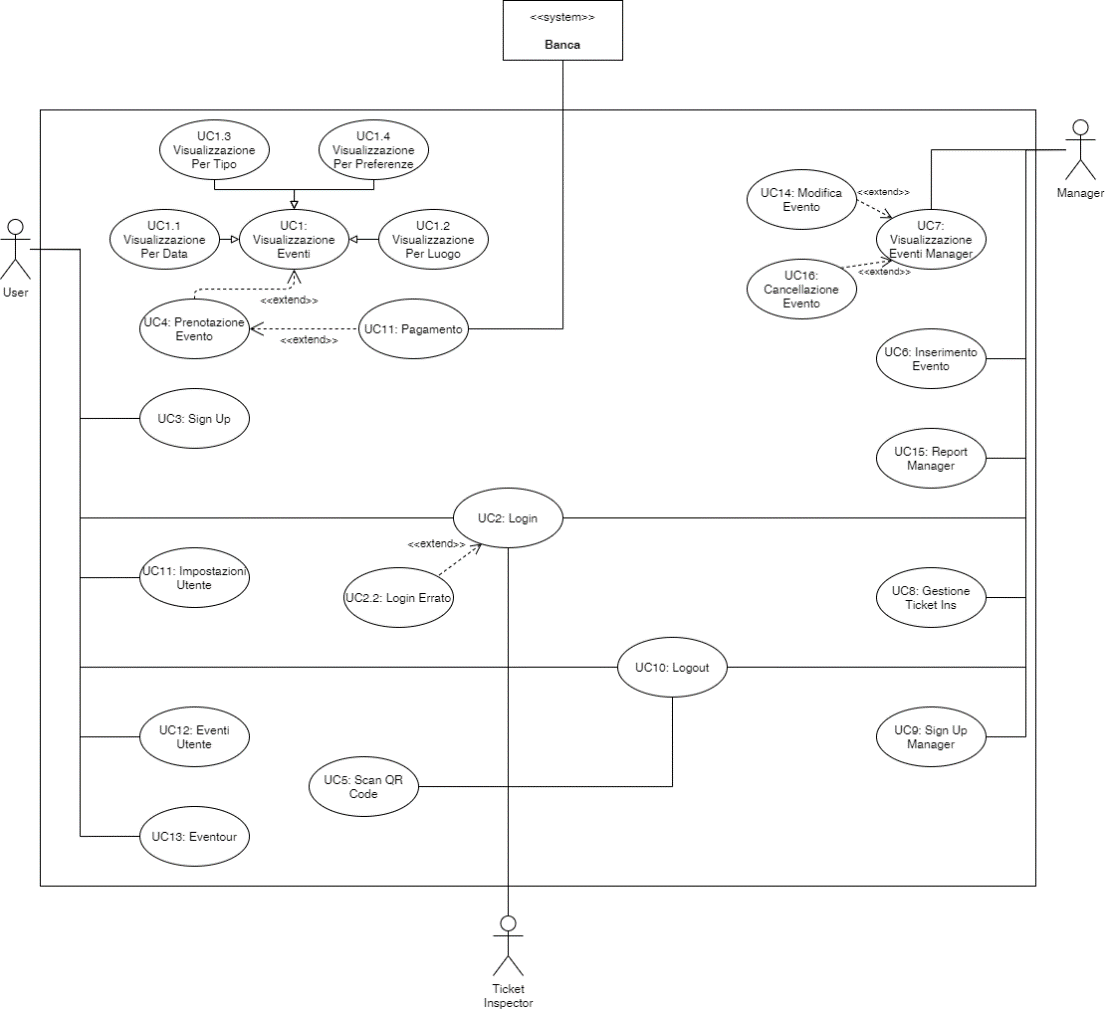 <<system>>
Banca
UC1.3
Visualizzazione
Per Tipo
UC1.4
Visualizzazione
Per Preferenze
Manager
UC14: Modifica
Evento
<<extend>>
UC1.1
Visualizzazione
Per Data
UC1:
Visualizzazione
Eventi
UC1.2
Visualizzazione
Per Luogo
UC7:
Visualizzazione
Eventi Manager
User
UC16:
Cancellazione
Evento
<<extend>>
<<extend>>
UC4: Prenotazione
Evento
<<extend>>
UC11: Pagamento
UC6: Inserimento
Evento
UC3: Sign Up
UC15: Report
Manager
UC2: Login
<<extend>>
UC11: Impostazioni
Utente
UC2.2: Login Errato
UC8: Gestione
Ticket Ins
UC10: Logout
UC12: Eventi
Utente
UC9: Sign Up
Manager
UC5: Scan QR
Code
UC13: Eventour
Ticket
Inspector